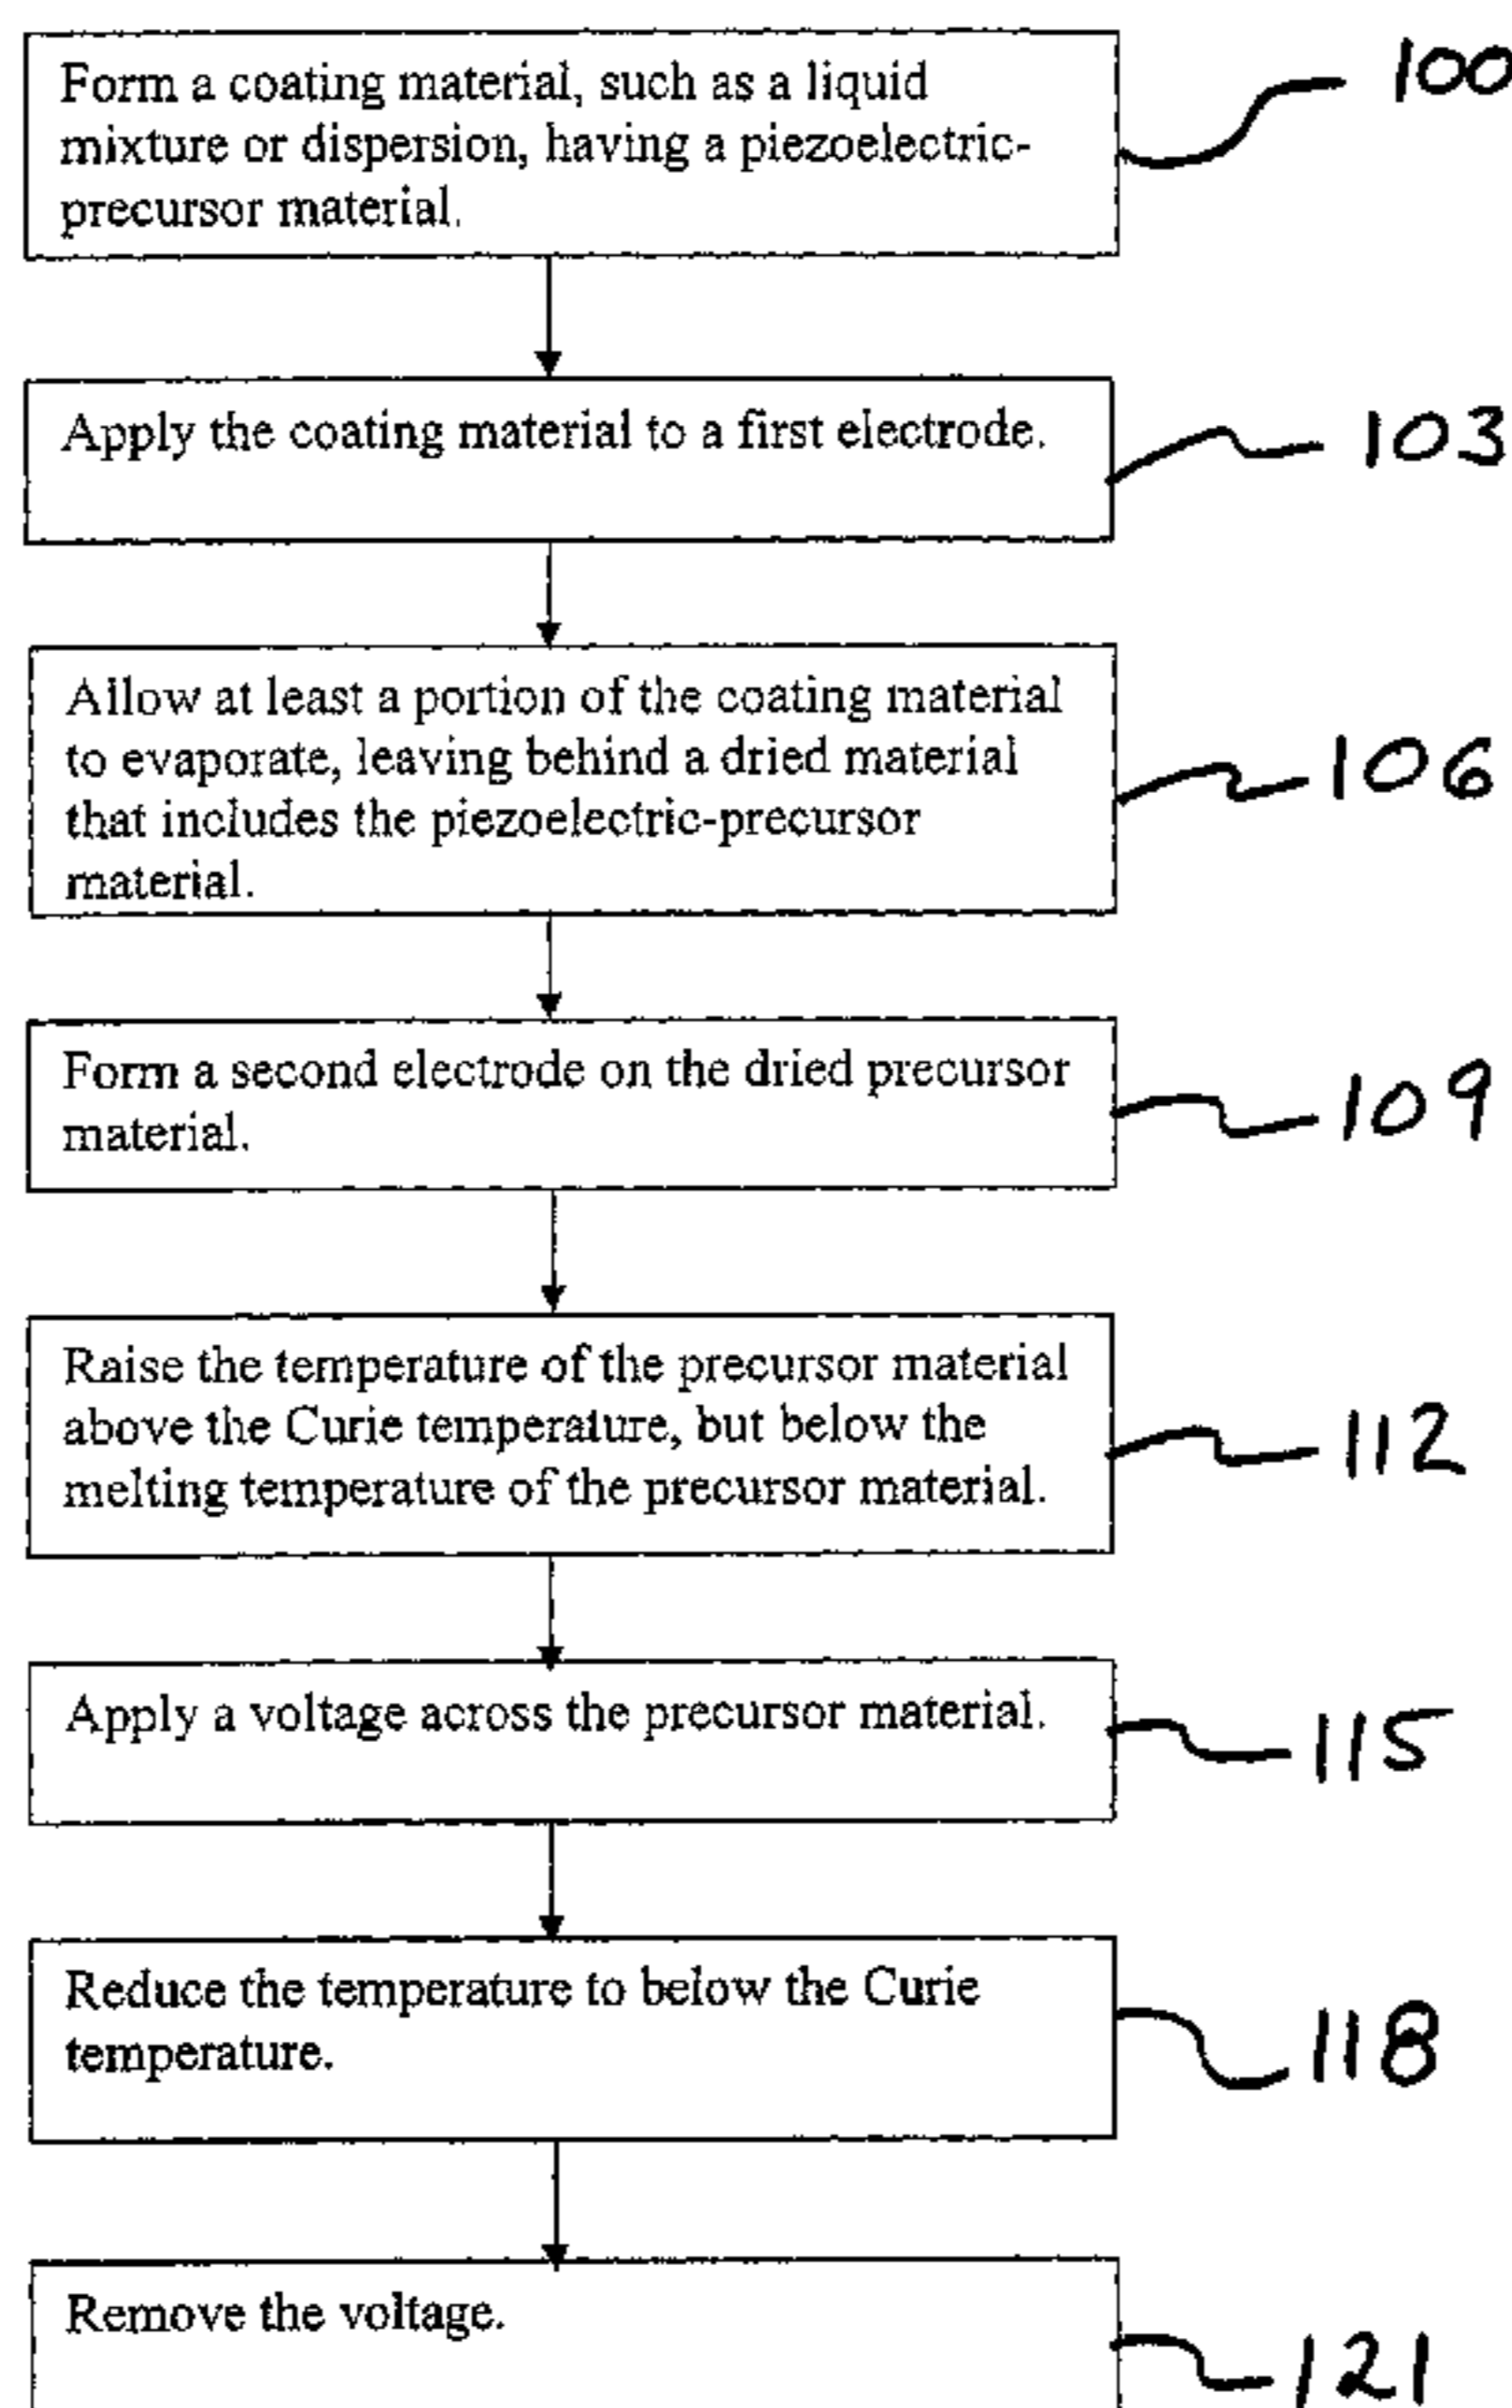 Form a coating material, such as a liquid
mixture or dispersion, having a piezoelectric-
precursor material.
100
Apply the coating material to a first electrode.
103
Allow at least a portion of the coating material
to evaporate, leaving behind a dried material
that includes the piezoelectric-precursor
material.
106
Form a second electrode on the dried precursor
material.
109
Raise the temperature of the precursor material
above the Curie temperature, but below the
melting temperature of the precursor material.
112
Apply a voltage across the precursor material.
115
Reduce the temperature to below the Curie
temperature.
118
Remove the voltage.
121